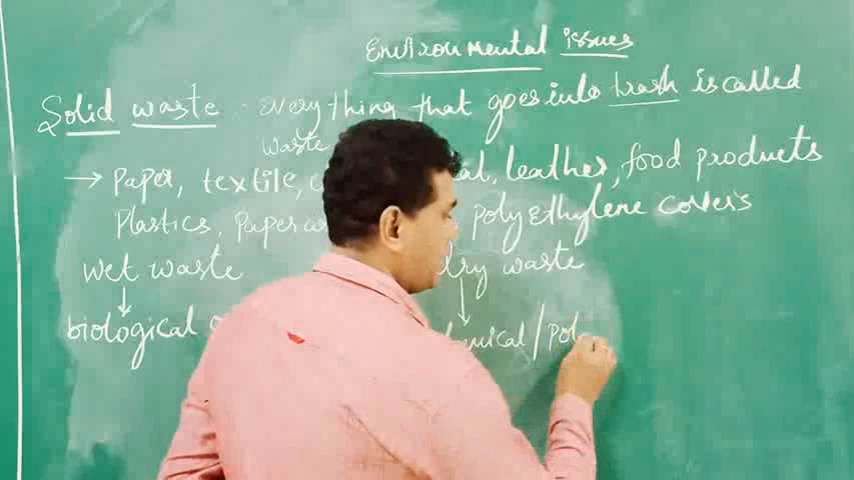 Environmental issues
Solid waste :- everything that goes into trash is called
waste
→ Paper, textile, leather, food products
Plastics, Paper polyEthylene covers
wet waste dry waste
↓ ↓
biological /pol